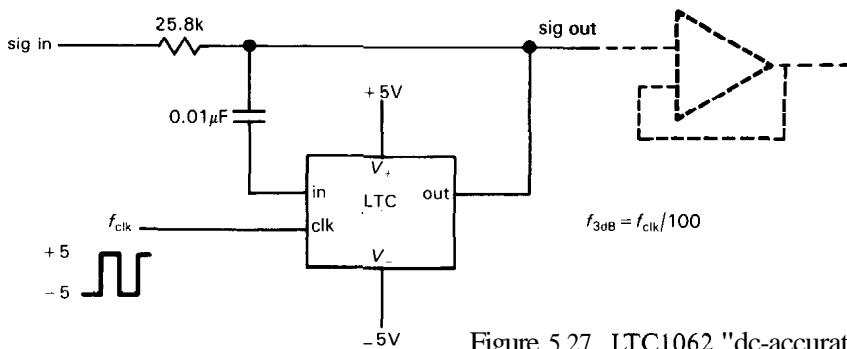 25.8k
sig in
sig out
+5V
0.01µF
V+
in
LTC
out
fclk
clk
f3dB = fclk/100
+5
−5
V−
−5V
Figure 5.27. LTC1062 "dc-accurat